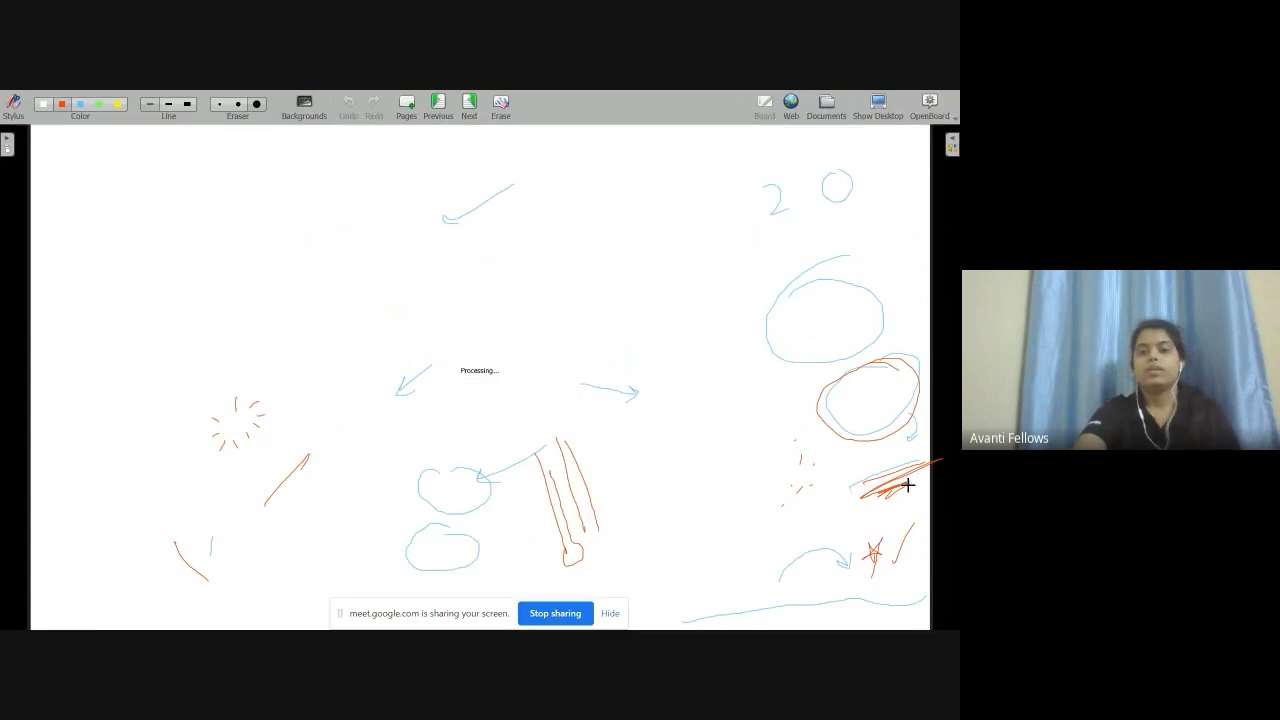 Stylus Color Line Eraser Backgrounds Undo Redo Pages Previous Next Erase Board Web Documents Show Desktop OpenBoard
2
Processing...
Avanti Fellows
meet.google.com is sharing your screen. Stop sharing Hide